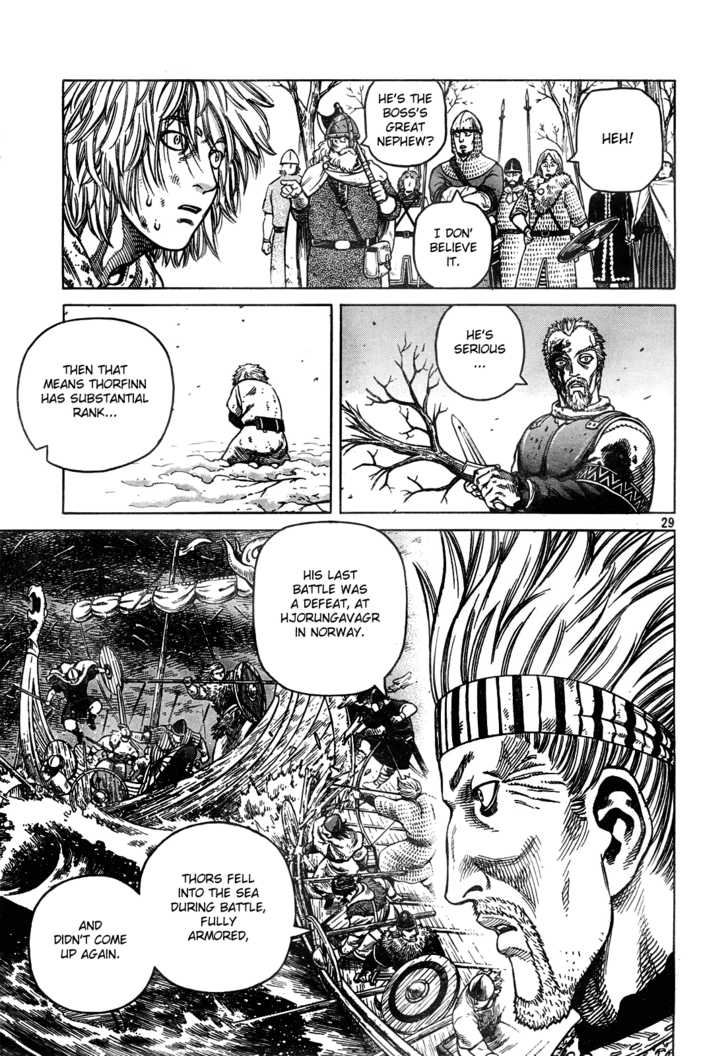 HE'S THE
BOSS'S
GREAT
NEPHEW?
HEH!
I DON'
BELIEVE
IT.
THEN THAT
MEANS THORFINN
HAS SUBSTANTIAL
RANK...
HE'S
SERIOUS
...
29
HIS LAST
BATTLE WAS
A DEFEAT, AT
HJORUNGAVAGR
IN NORWAY.
THORS FELL
INTO THE SEA
DURING BATTLE,
FULLY
ARMORED,
AND
DIDN'T COME
UP AGAIN.